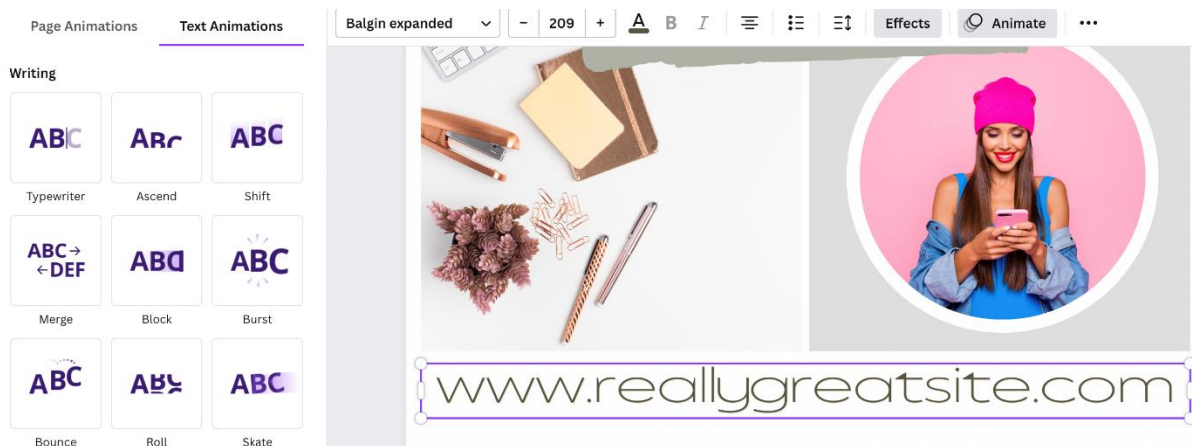 Page Animations Text Animations
Balgin expanded - 209 + A B I Effects Animate
Writing
ABC ABC ABC
Typewriter Ascend Shift
ABC→ ABC ABC
←DEF
Merge Block Burst
ABC ABC ABC
Bounce Roll Skate
www.reallygreatsite.com